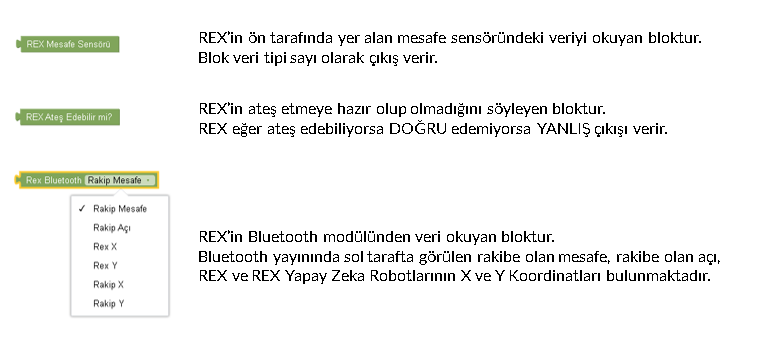 REX Mesafe Sensörü
REX'in ön tarafında yer alan mesafe sensöründeki veriyi okuyan bloktur.
Blok veri tipi sayı olarak çıkış verir.
REX Ateş Edebilir mi?
REX'in ateş etmeye hazır olup olmadığını söyleyen bloktur.
REX eğer ateş edebiliyorsa DOĞRU edemiyorsa YANLIŞ çıkışı verir.
Rex Bluetooth Rakip Mesafe
✓ Rakip Mesafe
Rakip Açı
Rex X
Rex Y
Rakip X
Rakip Y
REX'in Bluetooth modülünden veri okuyan bloktur.
Bluetooth yayınında sol tarafta görülen rakibe olan mesafe, rakibe olan açı,
REX ve REX Yapay Zeka Robotlarının X ve Y Koordinatları bulunmaktadır.